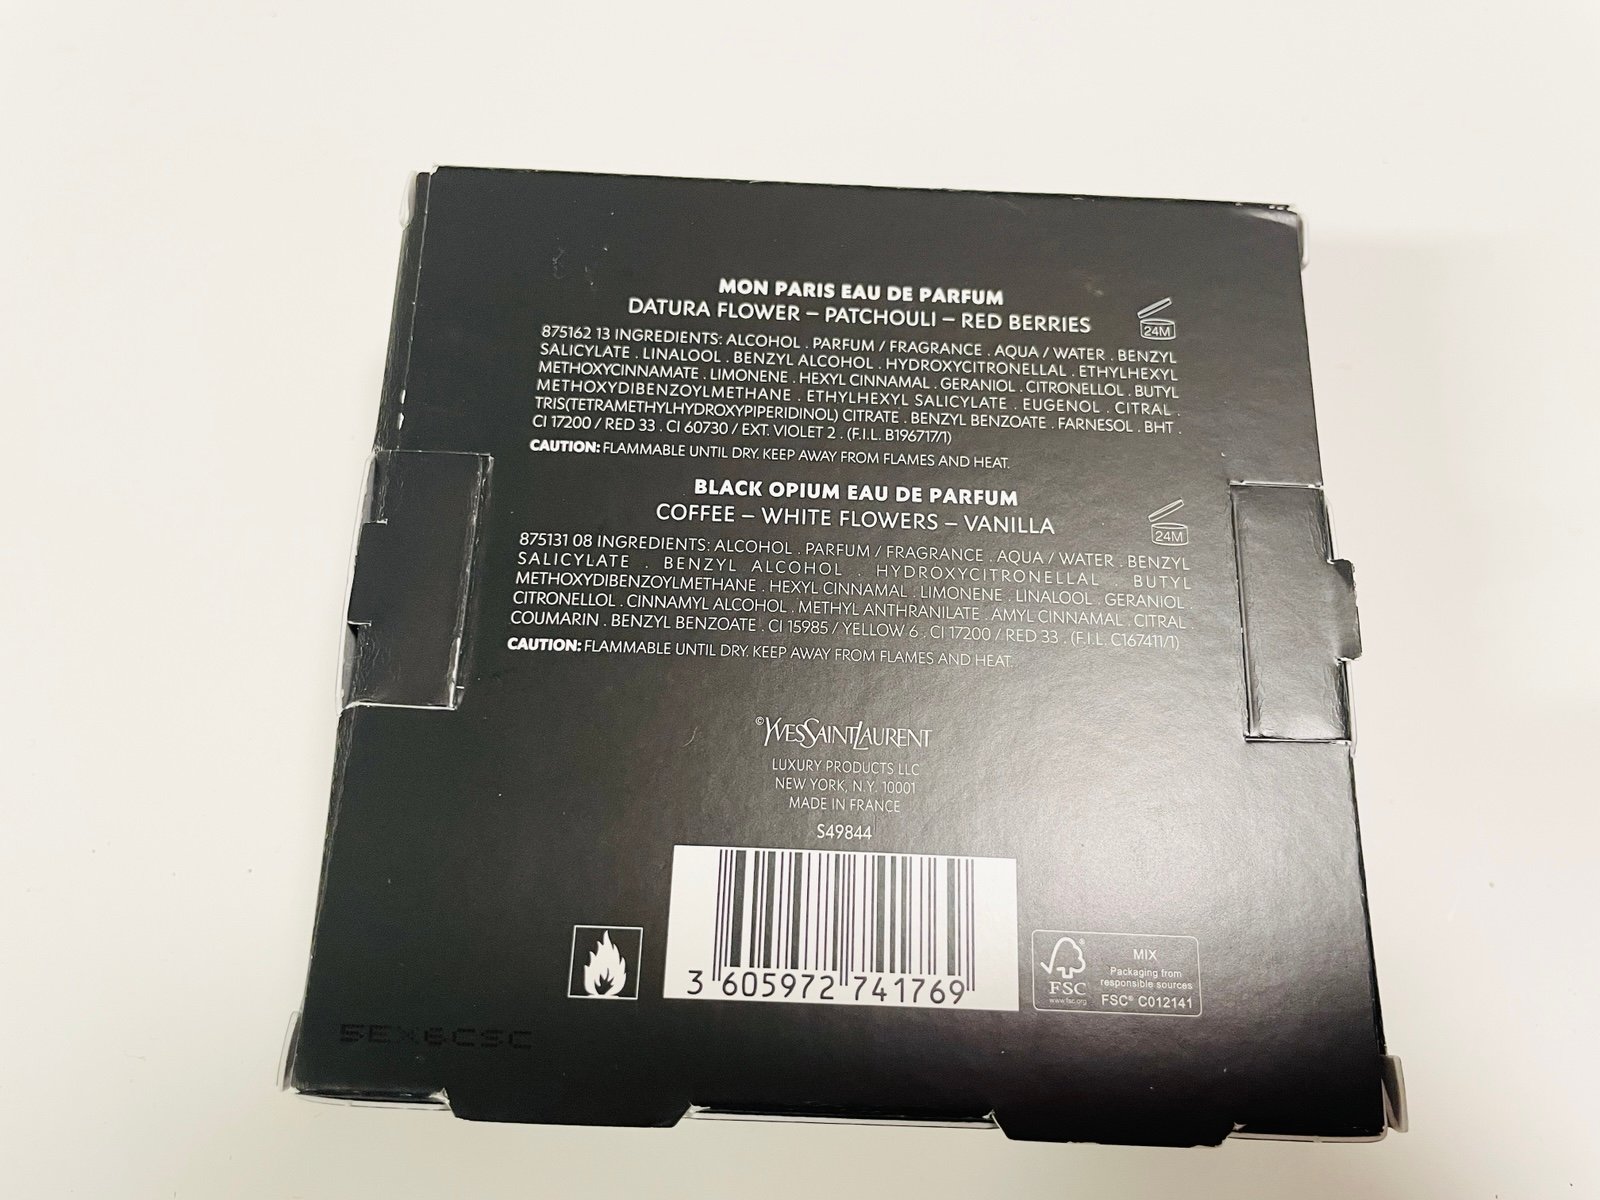 MON PARIS EAU DE PARFUM
DATURA FLOWER – PATCHOULI – RED BERRIES
24M
875162 13 INGREDIENTS: ALCOHOL . PARFUM / FRAGRANCE . AQUA / WATER . BENZYL
SALICYLATE . LINALOOL . BENZYL ALCOHOL . HYDROXYCITRONELLAL . ETHYLHEXYL
METHOXYCINNAMATE . LIMONENE . HEXYL CINNAMAL . GERANIOL . CITRONELLOL . BUTYL
METHOXYDIBENZOYLMETHANE . ETHYLHEXYL SALICYLATE . EUGENOL . CITRAL .
TRIS(TETRAMETHYLHYDROXYPIPERIDINOL) CITRATE . BENZYL BENZOATE . FARNESOL . BHT .
CI 17200 / RED 33 . CI 60730 / EXT. VIOLET 2 . (F.I.L. B196717/1)
CAUTION: FLAMMABLE UNTIL DRY. KEEP AWAY FROM FLAMES AND HEAT.
BLACK OPIUM EAU DE PARFUM
COFFEE – WHITE FLOWERS – VANILLA
24M
875131 08 INGREDIENTS: ALCOHOL . PARFUM / FRAGRANCE . AQUA / WATER . BENZYL
SALICYLATE . BENZYL ALCOHOL . HYDROXYCITRONELLAL . BUTYL
METHOXYDIBENZOYLMETHANE . HEXYL CINNAMAL . LIMONENE . LINALOOL . GERANIOL .
CITRONELLOL . CINNAMYL ALCOHOL . METHYL ANTHRANILATE . AMYL CINNAMAL . CITRAL
COUMARIN . BENZYL BENZOATE . CI 15985 / YELLOW 6 . CI 17200 / RED 33 . (F.I.L. C167411/1)
CAUTION: FLAMMABLE UNTIL DRY. KEEP AWAY FROM FLAMES AND HEAT.
© YVESSAINTLAURENT
LUXURY PRODUCTS LLC
NEW YORK, N.Y. 10001
MADE IN FRANCE
S49844
3 605972 741769
FSC®
www.fsc.org
MIX
Packaging from
responsible sources
FSC® C012141